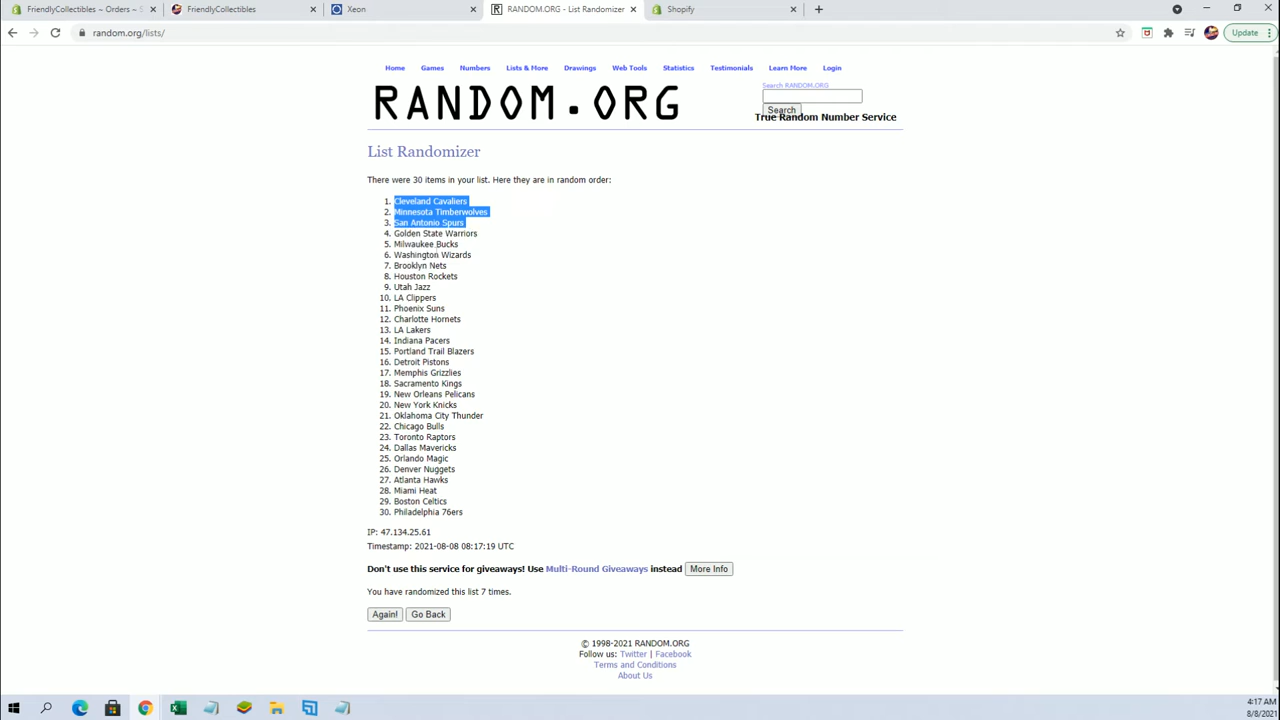 FriendlyCollectibles ~ Orders ~ S
FriendlyCollectibles
Xeon
RANDOM.ORG - List Randomizer
Shopify
random.org/lists/
Update
Home Games Numbers Lists & More Drawings Web Tools Statistics Testimonials Learn More Login
RANDOM.ORG
Search RANDOM.ORG
Search
True Random Number Service
List Randomizer
There were 30 items in your list. Here they are in random order:
1. Cleveland Cavaliers
2. Minnesota Timberwolves
3. San Antonio Spurs
4. Golden State Warriors
5. Milwaukee Bucks
6. Washington Wizards
7. Brooklyn Nets
8. Houston Rockets
9. Utah Jazz
10. LA Clippers
11. Phoenix Suns
12. Charlotte Hornets
13. LA Lakers
14. Indiana Pacers
15. Portland Trail Blazers
16. Detroit Pistons
17. Memphis Grizzlies
18. Sacramento Kings
19. New Orleans Pelicans
20. New York Knicks
21. Oklahoma City Thunder
22. Chicago Bulls
23. Toronto Raptors
24. Dallas Mavericks
25. Orlando Magic
26. Denver Nuggets
27. Atlanta Hawks
28. Miami Heat
29. Boston Celtics
30. Philadelphia 76ers
IP: 47.134.25.61
Timestamp: 2021-08-08 08:17:19 UTC
Don't use this service for giveaways! Use Multi-Round Giveaways instead More Info
You have randomized this list 7 times.
Again! Go Back
© 1998-2021 RANDOM.ORG
Follow us: Twitter | Facebook
Terms and Conditions
About Us
4:17 AM
8/8/2021